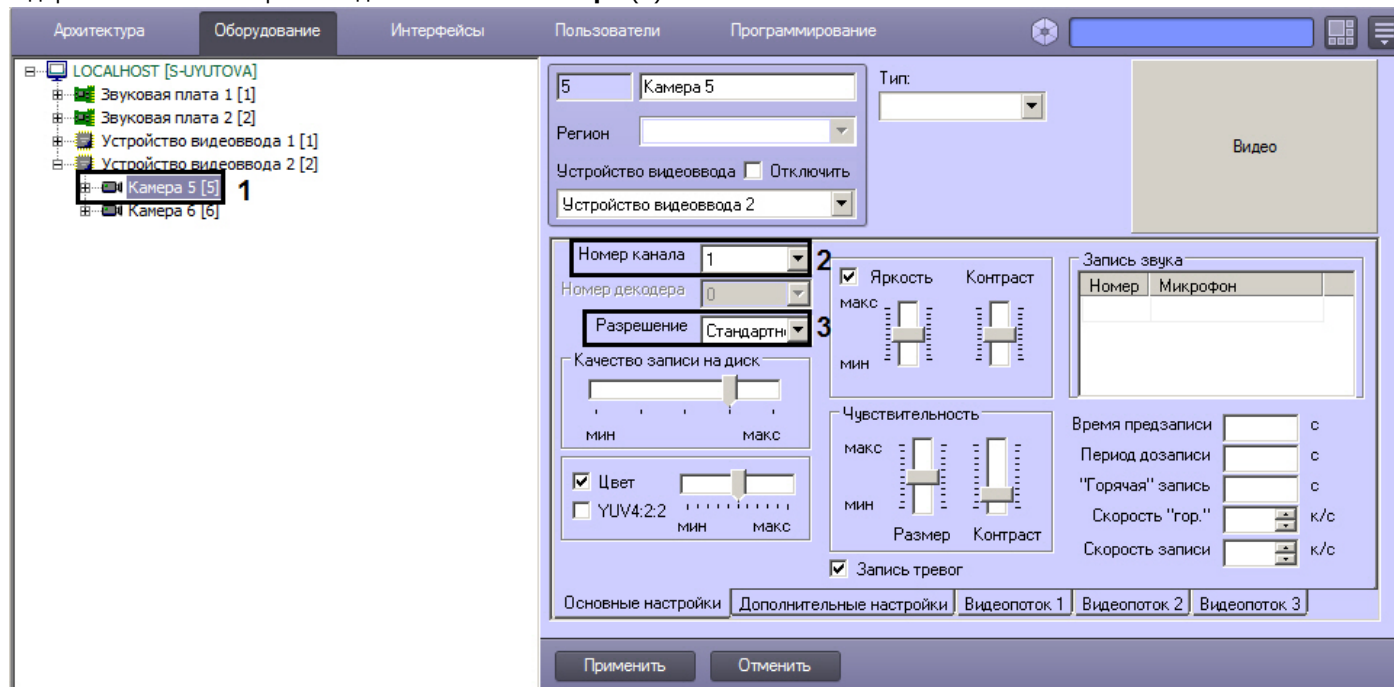 Архитектура Оборудование Интерфейсы Пользователи Программирование
LOCALHOST [S-UYUTOVA]
Звуковая плата 1 [1]
Звуковая плата 2 [2]
Устройство видеоввода 1 [1]
Устройство видеоввода 2 [2]
Камера 5 [5] 1
Камера 6 [6]
5 Камера 5
Тип:
Регион
Устройство видеоввода Отключить
Устройство видеоввода 2
Видео
Номер канала 1 2
Номер декодера 0
Разрешение Стандартн 3
Качество записи на диск
мин макс
Цвет
YUV4:2:2
мин макс
Яркость Контраст
макс
мин
Чувствительность
макс
мин
Размер Контраст
Запись тревог
Запись звука
Номер Микрофон
Время предзаписи с
Период дозаписи с
"Горячая" запись с
Скорость "гор." к/с
Скорость записи к/с
Основные настройки Дополнительные настройки Видеопоток 1 Видеопоток 2 Видеопоток 3
Применить Отменить